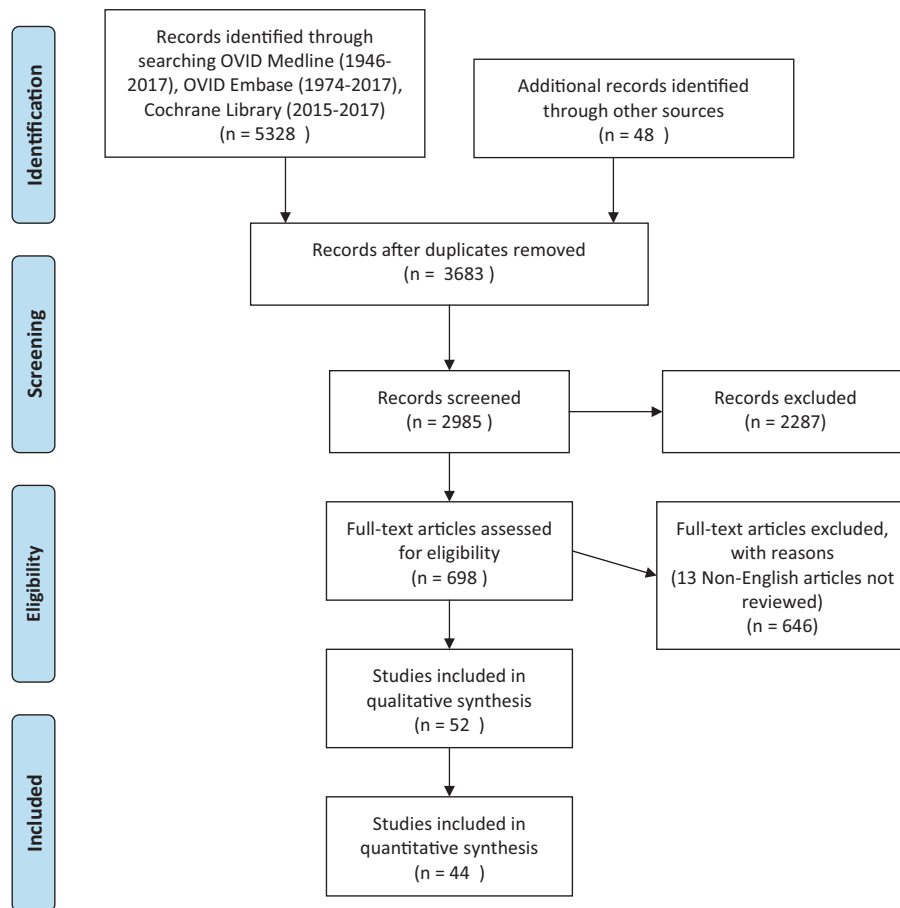 Identification
Records identified through
searching OVID Medline (1946-
2017), OVID Embase (1974-2017),
Cochrane Library (2015-2017)
(n = 5328 )
Additional records identified
through other sources
(n = 48 )
Screening
Records after duplicates removed
(n = 3683 )
Records screened
(n = 2985 )
Records excluded
(n = 2287)
Eligibility
Full-text articles assessed
for eligibility
(n = 698 )
Full-text articles excluded,
with reasons
(13 Non-English articles not
reviewed)
(n = 646)
Studies included in
qualitative synthesis
(n = 52 )
Included
Studies included in
quantitative synthesis
(n = 44 )